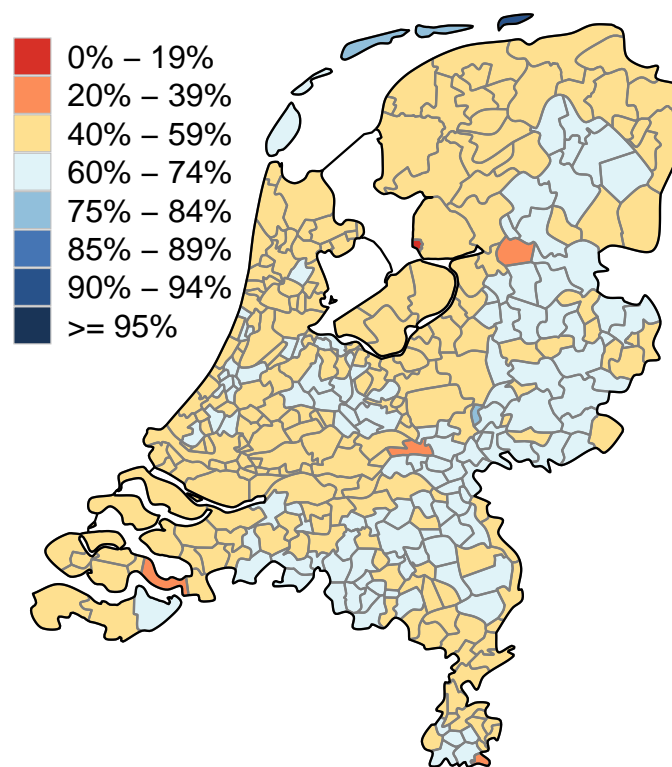 0% – 19%
20% – 39%
40% – 59%
60% – 74%
75% – 84%
85% – 89%
90% – 94%
>= 95%